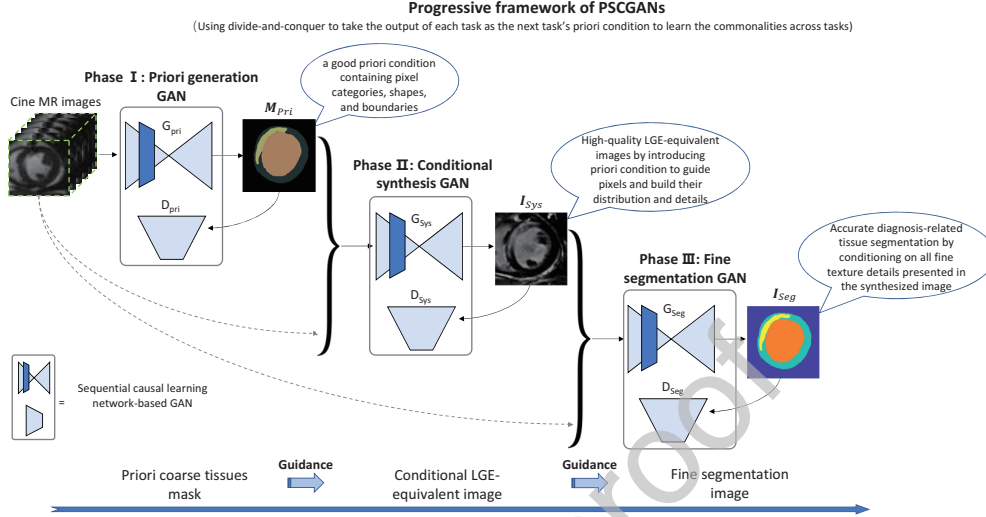 Progressive framework of PSCGANs
(Using divide-and-conquer to take the output of each task as the next task's priori condition to learn the commonalities across tasks)
Phase Ⅰ: Priori generation
GAN
Cine MR images
G_pri
D_pri
M_Pri
a good priori condition
containing pixel
categories, shapes,
and boundaries
Phase Ⅱ: Conditional
synthesis GAN
G_Sys
D_Sys
I_Sys
High-quality LGE-equivalent
images by introducing
priori condition to guide
pixels and build their
distribution and details
Phase Ⅲ: Fine
segmentation GAN
G_Seg
D_Seg
I_Seg
Accurate diagnosis-related
tissue segmentation by
conditioning on all fine
texture details presented in
the synthesized image
=
Sequential causal learning
network-based GAN
Priori coarse tissues
mask
Guidance
Conditional LGE-
equivalent image
Guidance
Fine segmentation
image
roof